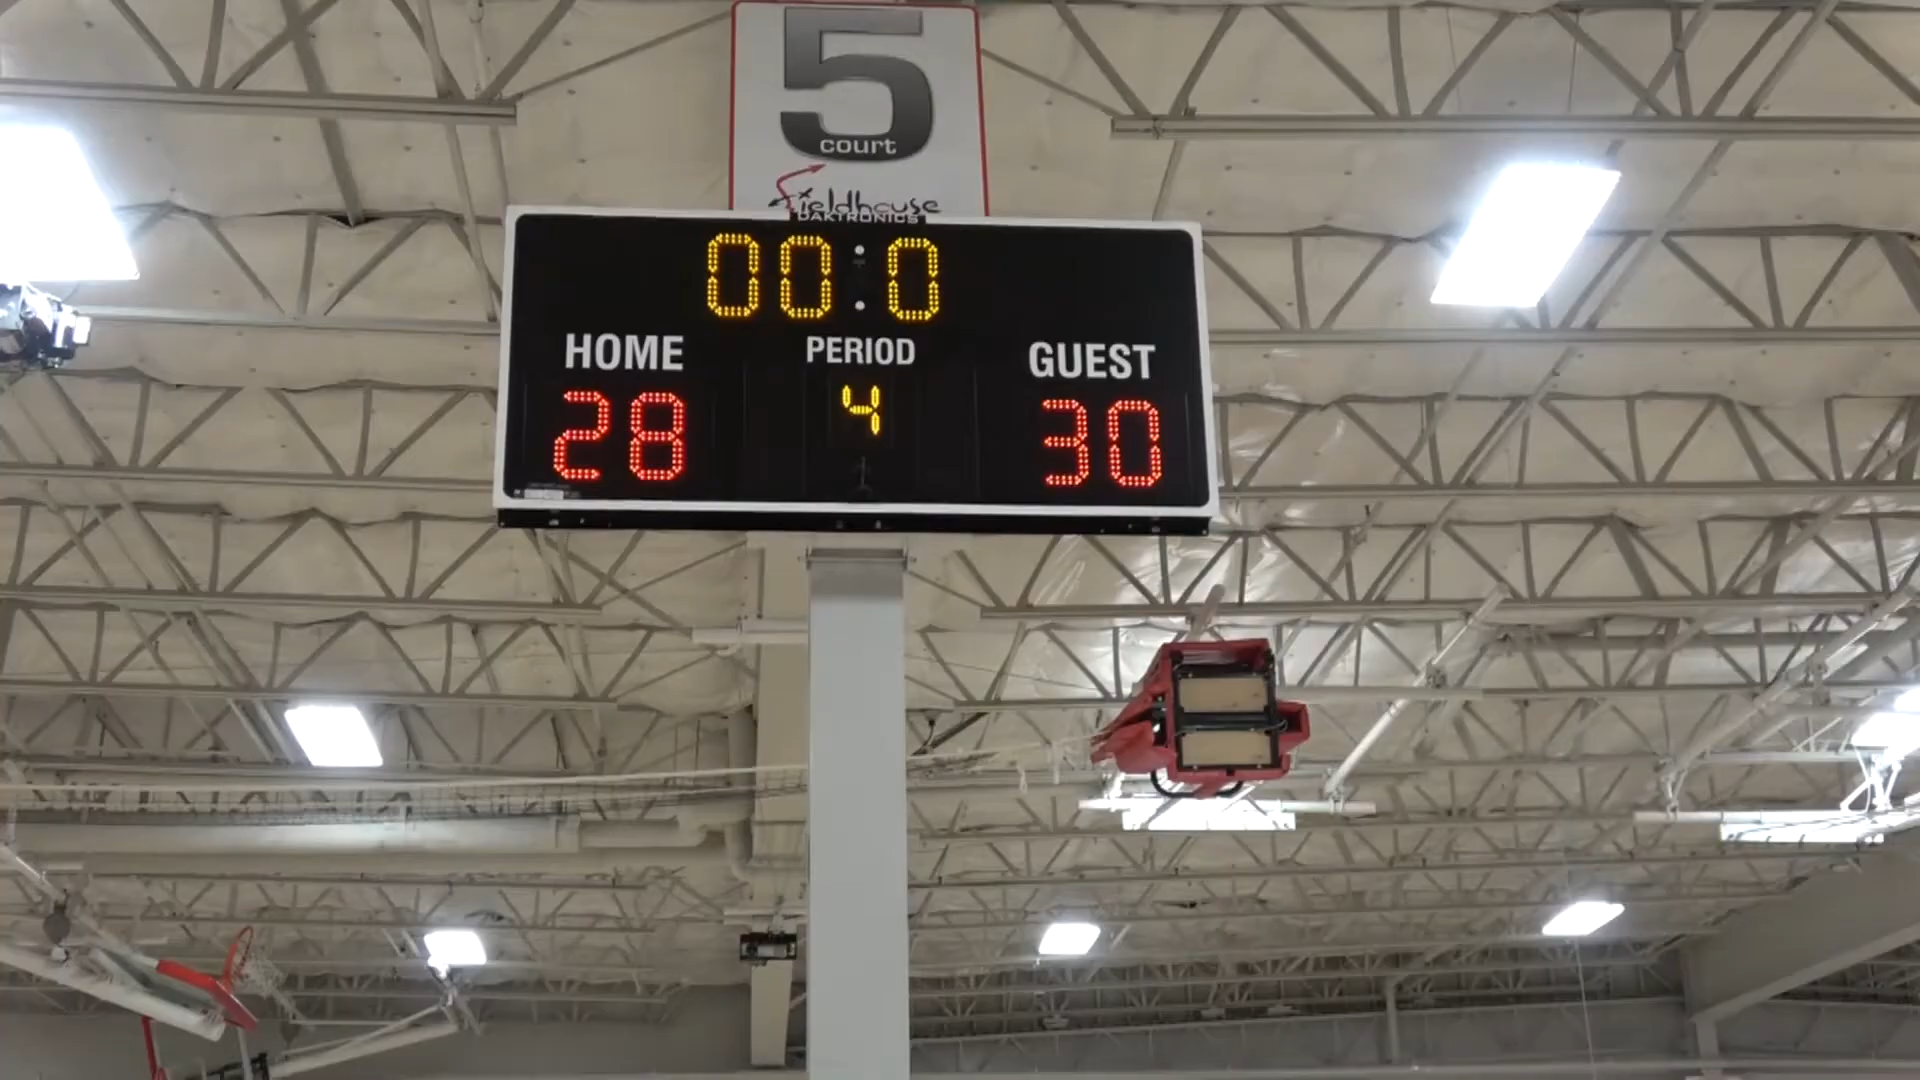 5
court
Fieldhouse
DAKTRONICS
00:0
HOME PERIOD GUEST
28 4 30